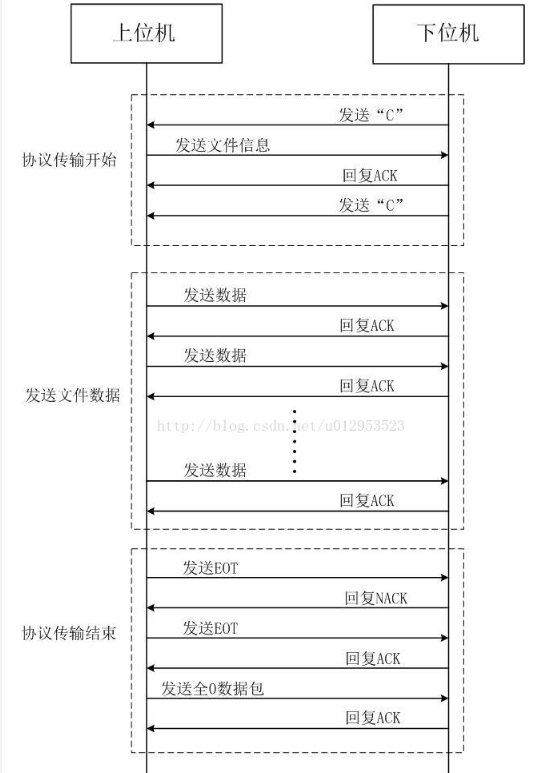 上位机
下位机
发送“C”
发送文件信息
协议传输开始
回复ACK
发送“C”
发送数据
回复ACK
发送数据
回复ACK
发送文件数据
http://blog.csdn.net/u012953523
发送数据
回复ACK
发送EOT
回复NACK
发送EOT
协议传输结束
回复ACK
发送全0数据包
回复ACK